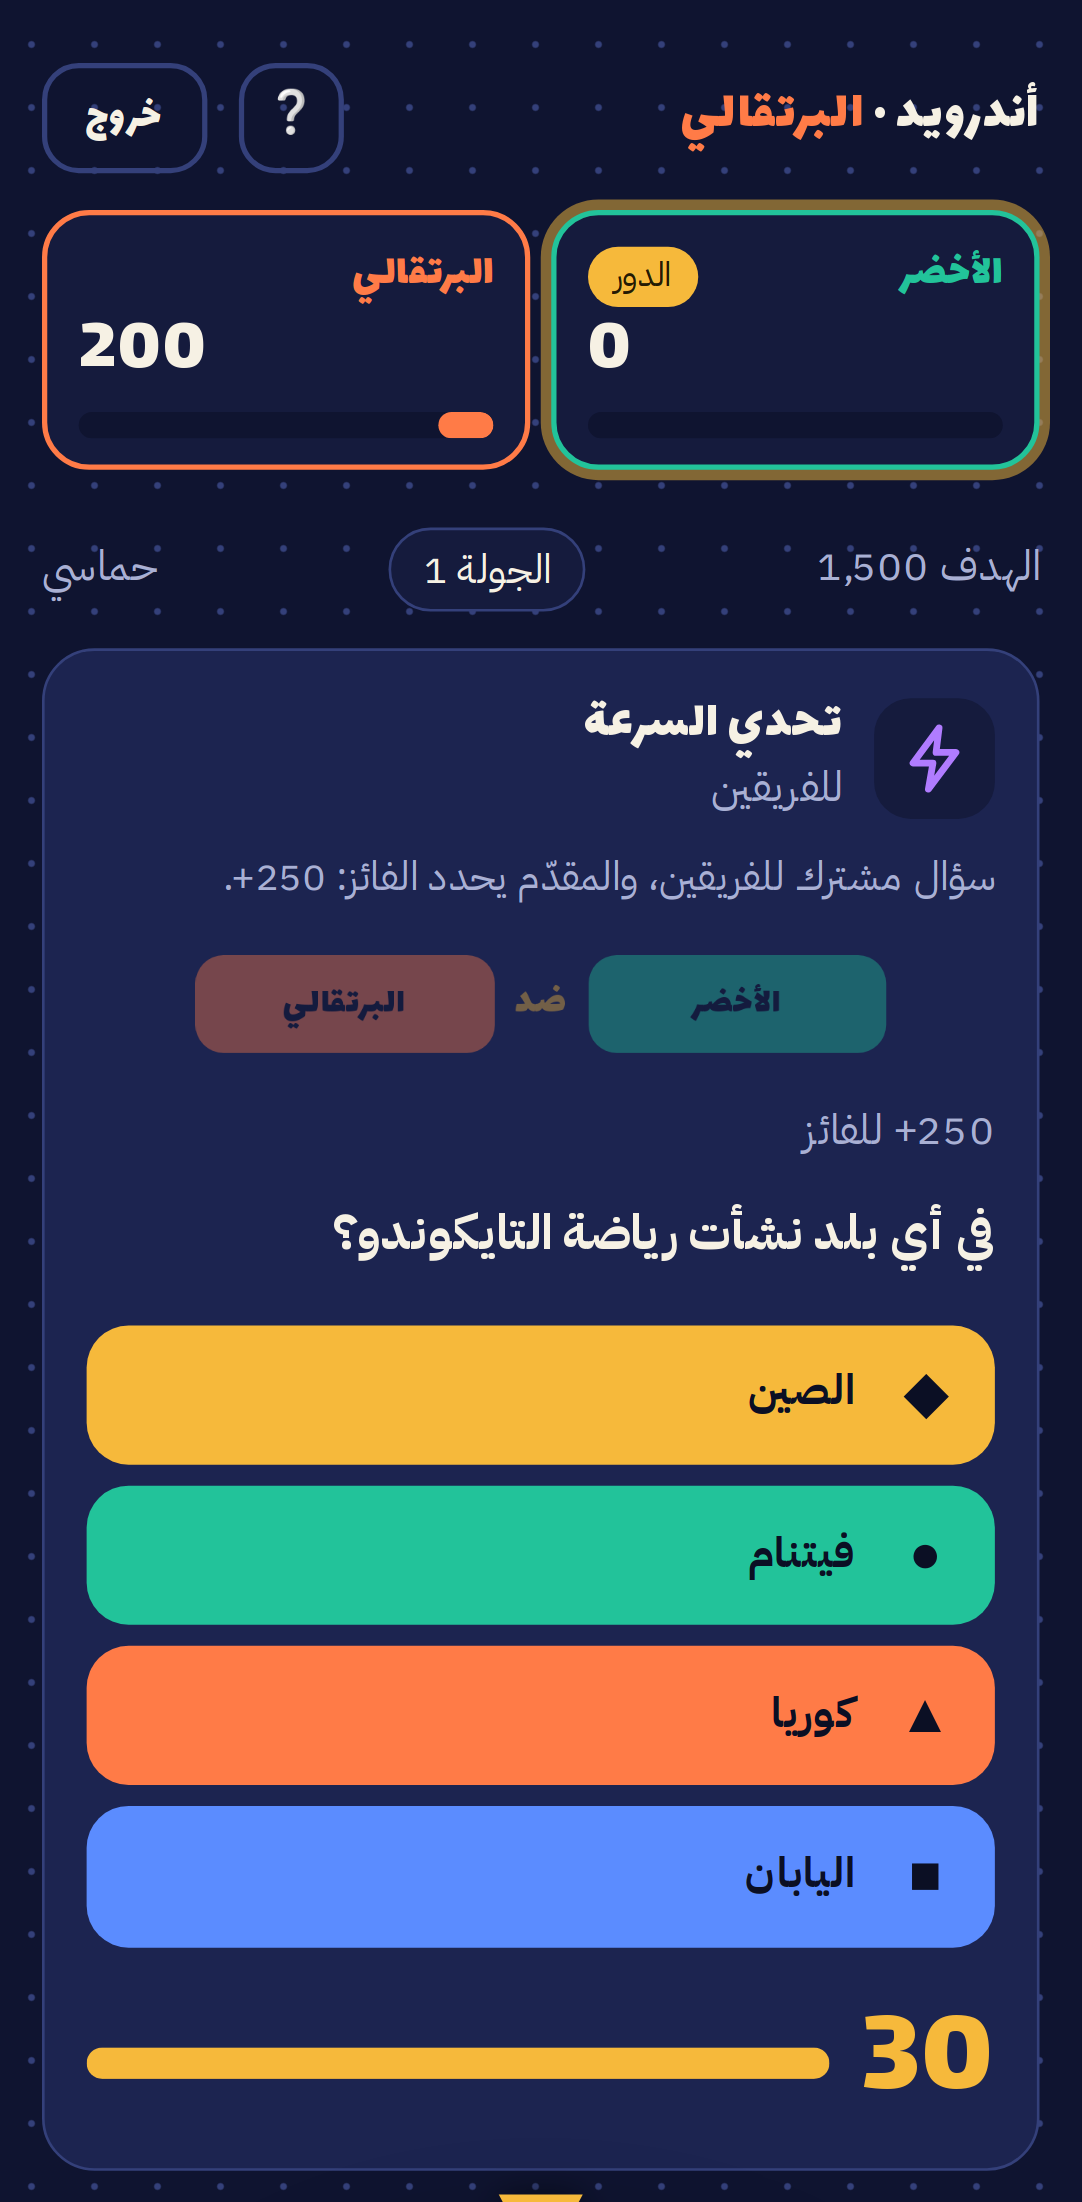 أندرويد · البرتقالي
❔
خروج
الأخضر
الدور
0
البرتقالي
200
الهدف 1,500
الجولة 1
حماسي
تحدي السرعة
للفريقين
سؤال مشترك للفريقين، والمقدّم يحدد الفائز: 250+.
الأخضر ضد البرتقالي
250+ للفائز
في أي بلد نشأت رياضة التايكوندو؟
◆ الصين
● فيتنام
▲ كوريا
■ اليابان
30